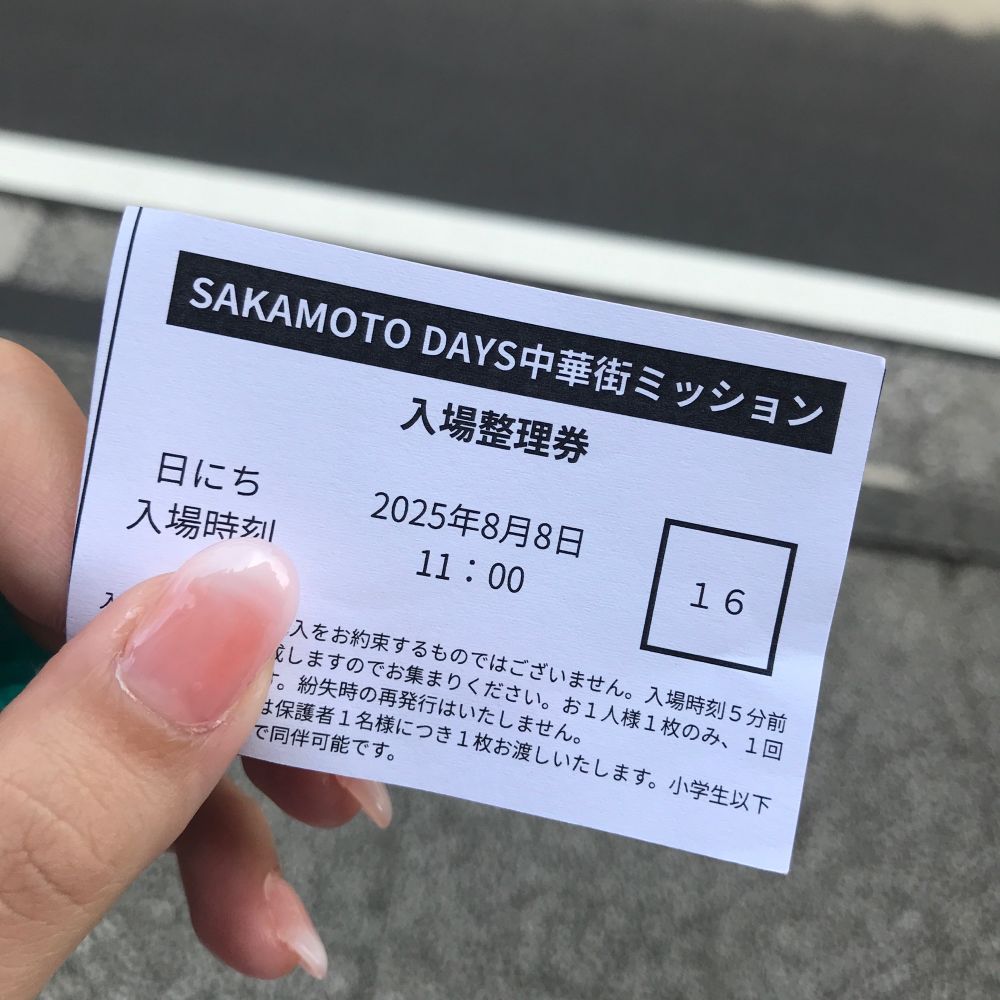 SAKAMOTO DAYS中華街ミッション
入場整理券
日にち 2025年8月8日
入場時刻 11：00
１６
入をお約束するものではございません。入場時刻５分前
成しますのでお集まりください。お１人様１枚のみ、１回
す。紛失時の再発行はいたしません。
は保護者１名様につき１枚お渡しいたします。小学生以下
で同伴可能です。